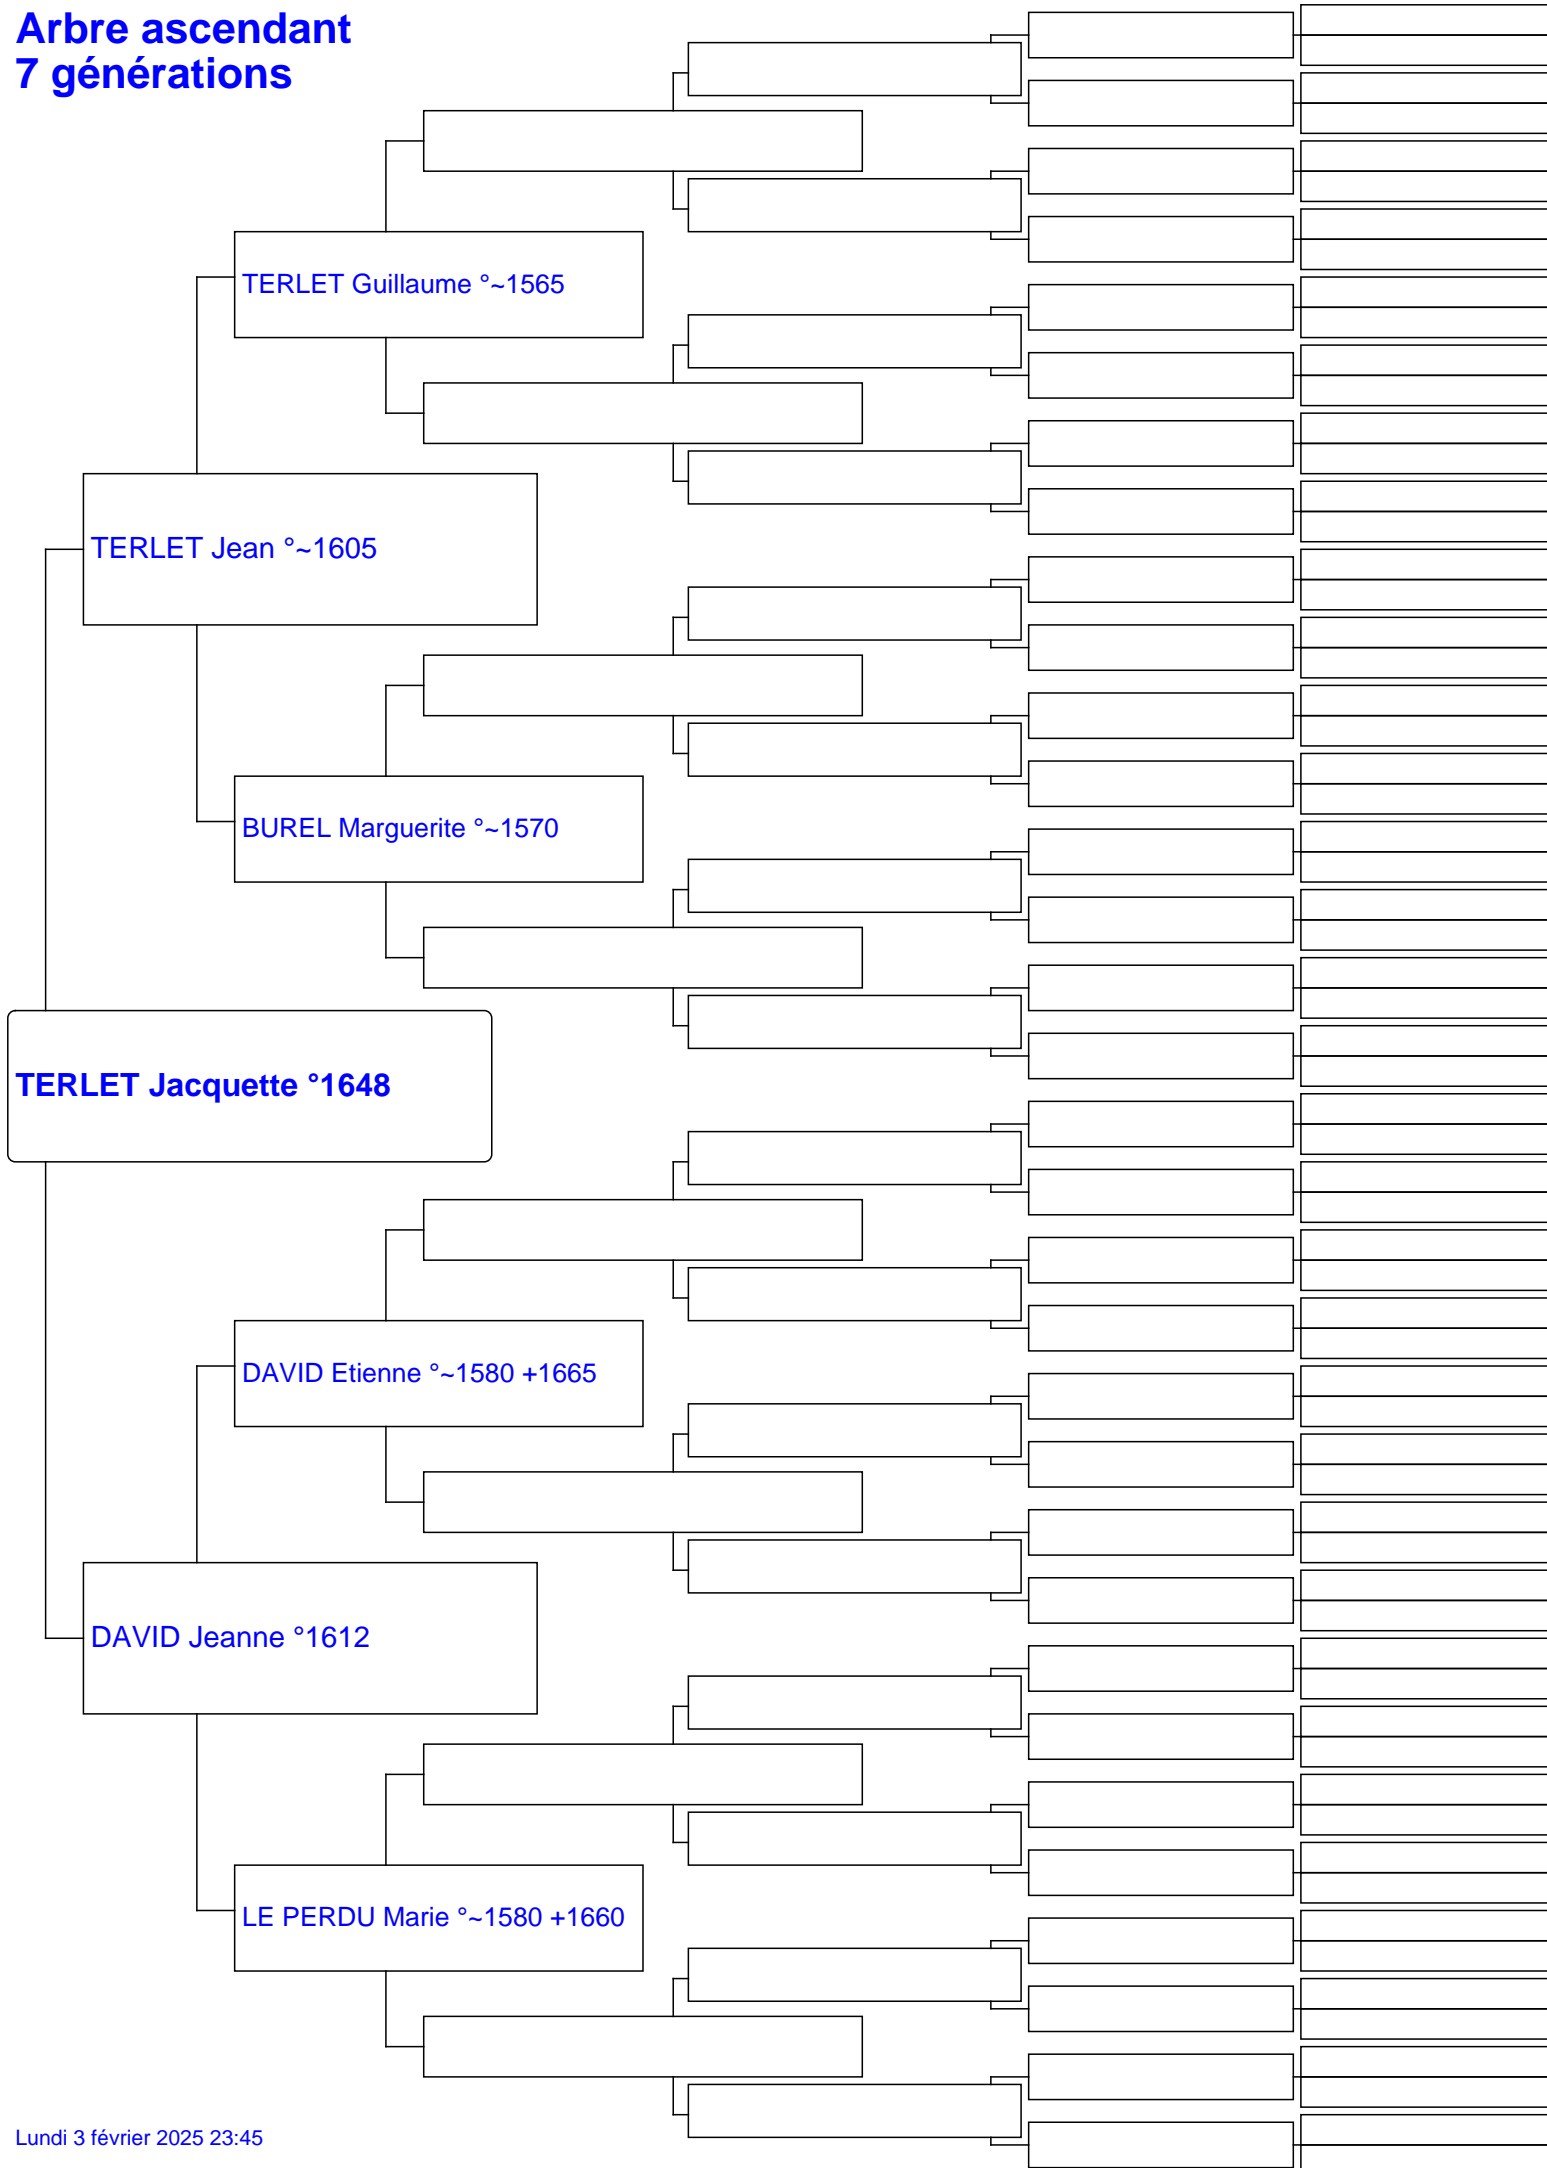 Arbre ascendant
7 générations
TERLET Guillaume °~1565
TERLET Jean °~1605
BUREL Marguerite °~1570
TERLET Jacquette °1648
DAVID Etienne °~1580 +1665
DAVID Jeanne °1612
LE PERDU Marie °~1580 +1660
Lundi 3 février 2025 23:45